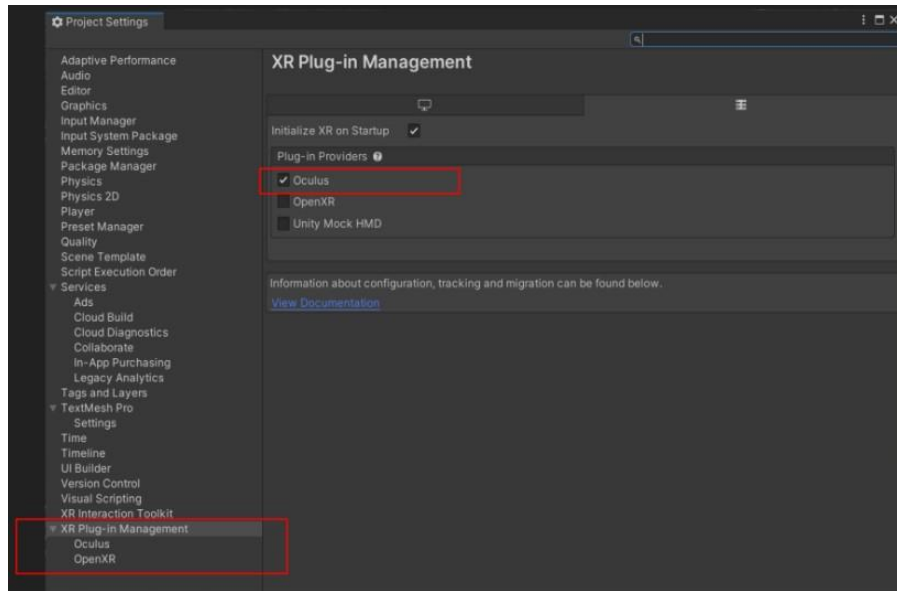 Project Settings
Adaptive Performance
Audio
Editor
Graphics
Input Manager
Input System Package
Memory Settings
Package Manager
Physics
Physics 2D
Player
Preset Manager
Quality
Scene Template
Script Execution Order
Services
Ads
Cloud Build
Cloud Diagnostics
Collaborate
In-App Purchasing
Legacy Analytics
Tags and Layers
TextMesh Pro
Settings
Time
Timeline
UI Builder
Version Control
Visual Scripting
XR Interaction Toolkit
XR Plug-in Management
Oculus
OpenXR
XR Plug-in Management
Initialize XR on Startup
Plug-in Providers
Oculus
OpenXR
Unity Mock HMD
Information about configuration, tracking and migration can be found below.
View Documentation